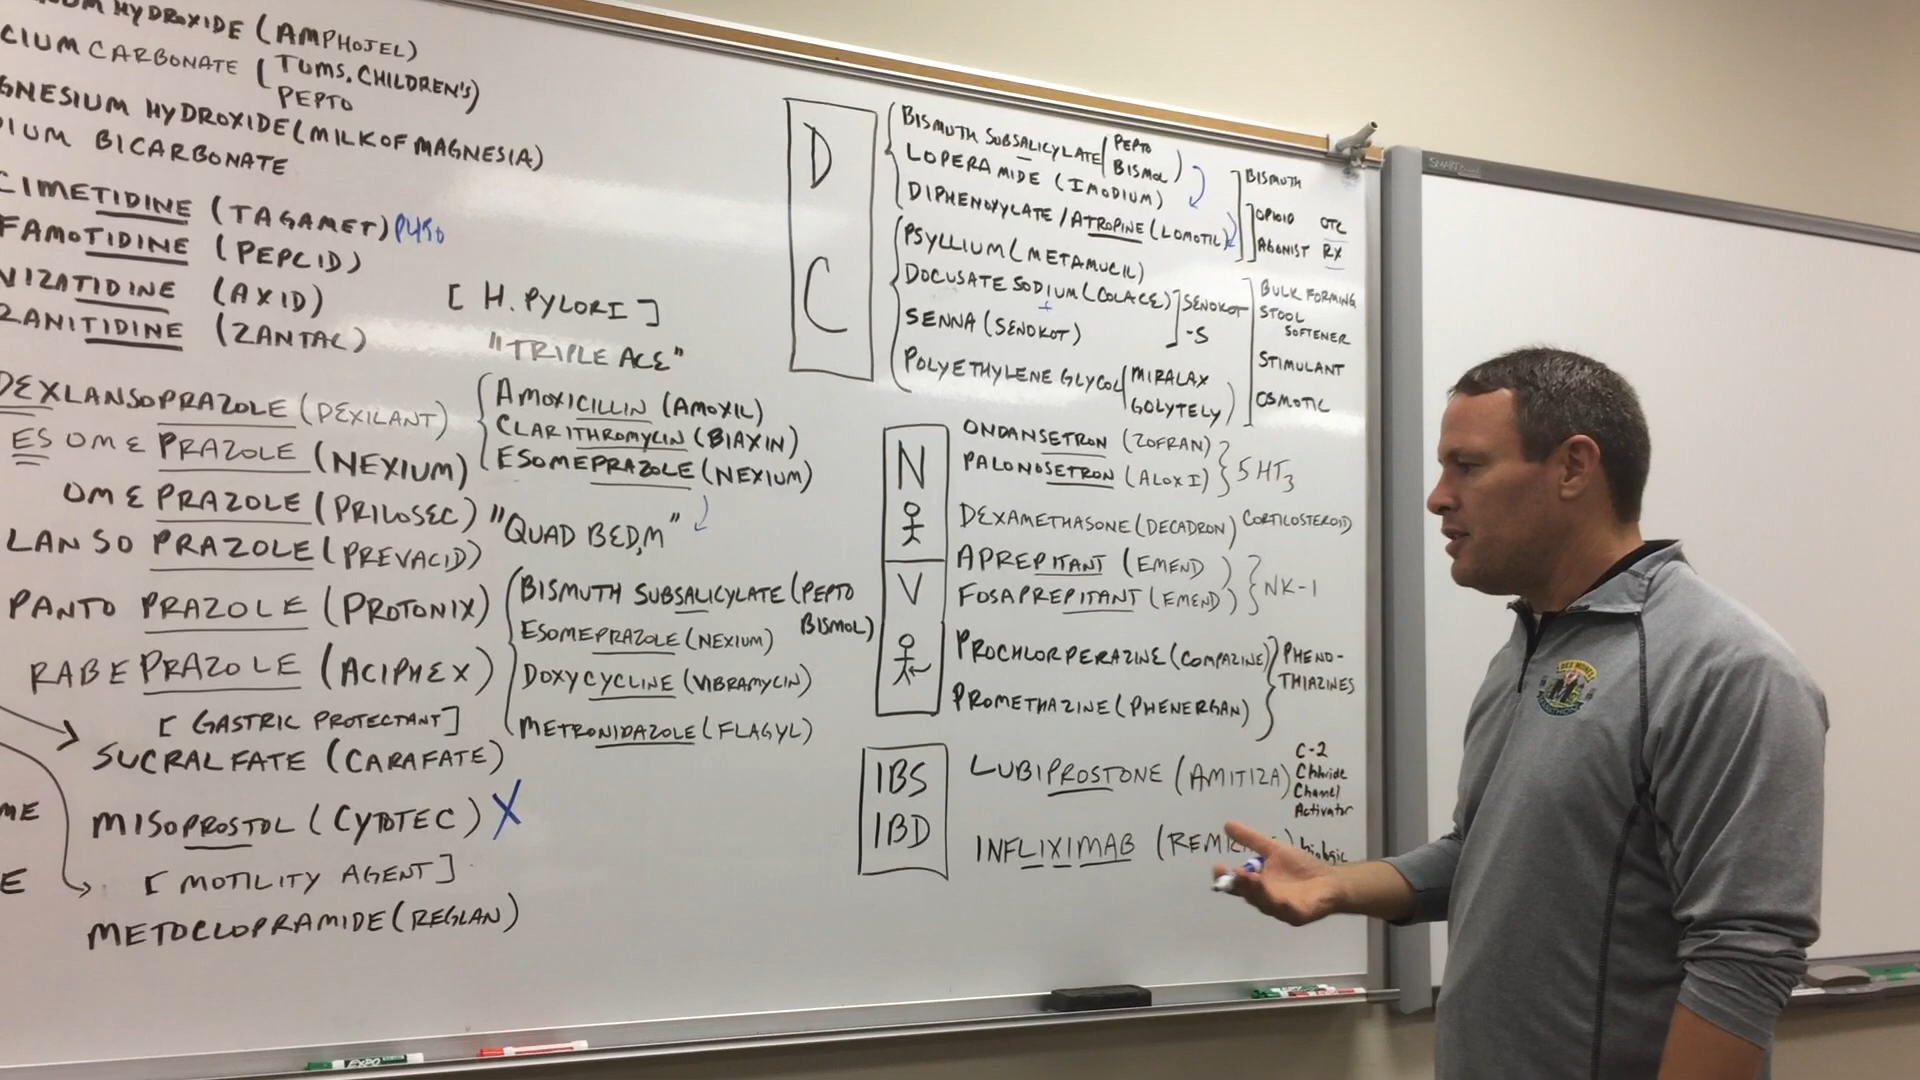 HYDROXIDE (AMPHOJEL)
CIUM CARBONATE (TUMS, CHILDREN'S
PEPTO)
GNESIUM HYDROXIDE (MILK OF MAGNESIA)
IUM BICARBONATE
CIMETIDINE (TAGAMET) P450
FAMOTIDINE (PEPCID)
NIZATIDINE (AXID)
RANITIDINE (ZANTAC)
DEXLANSOPRAZOLE (DEXILANT)
ESOMEPRAZOLE (NEXIUM)
OMEPRAZOLE (PRILOSEC)
LANSOPRAZOLE (PREVACID)
PANTOPRAZOLE (PROTONIX)
RABEPRAZOLE (ACIPHEX)
[GASTRIC PROTECTANT]
SUCRALFATE (CARAFATE)
ME
MISOPROSTOL (CYTOTEC) X
E
[MOTILITY AGENT]
METOCLOPRAMIDE (REGLAN)
[H. PYLORI]
"TRIPLE ACE"
AMOXICILLIN (AMOXIL)
CLARITHROMYCIN (BIAXIN)
ESOMEPRAZOLE (NEXIUM)
"QUAD BED,M"
BISMUTH SUBSALICYLATE (PEPTO
BISMOL)
ESOMEPRAZOLE (NEXIUM)
DOXYCYCLINE (VIBRAMYCIN)
METRONIDAZOLE (FLAGYL)
D
C
BISMUTH SUBSALICYLATE (PEPTO
BISMOL)
LOPERAMIDE (IMODIUM)
DIPHENOXYLATE/ATROPINE (LOMOTIL)
BISMUTH
OPIOID OTC
AGONIST RX
PSYLLIUM (METAMUCIL)
DOCUSATE SODIUM (COLACE)
+
SENNA (SENOKOT)
SENOKOT
-S
POLYETHYLENE GLYCOL (MIRALAX
GOLYTELY)
BULK FORMING
STOOL
SOFTENER
STIMULANT
OSMOTIC
N
V
ONDANSETRON (ZOFRAN)
PALONOSETRON (ALOXI)
5HT3
DEXAMETHASONE (DECADRON) CORTICOSTEROID
APREPITANT (EMEND)
FOSAPREPITANT (EMEND)
NK-1
PROCHLORPERAZINE (COMPAZINE)
PROMETHAZINE (PHENERGAN)
PHENO-
THIAZINES
IBS
IBD
LUBIPROSTONE (AMITIZA)
C-2
Chloride
Channel
Activator
INFLIXIMAB
biologic
SMART
EXPO